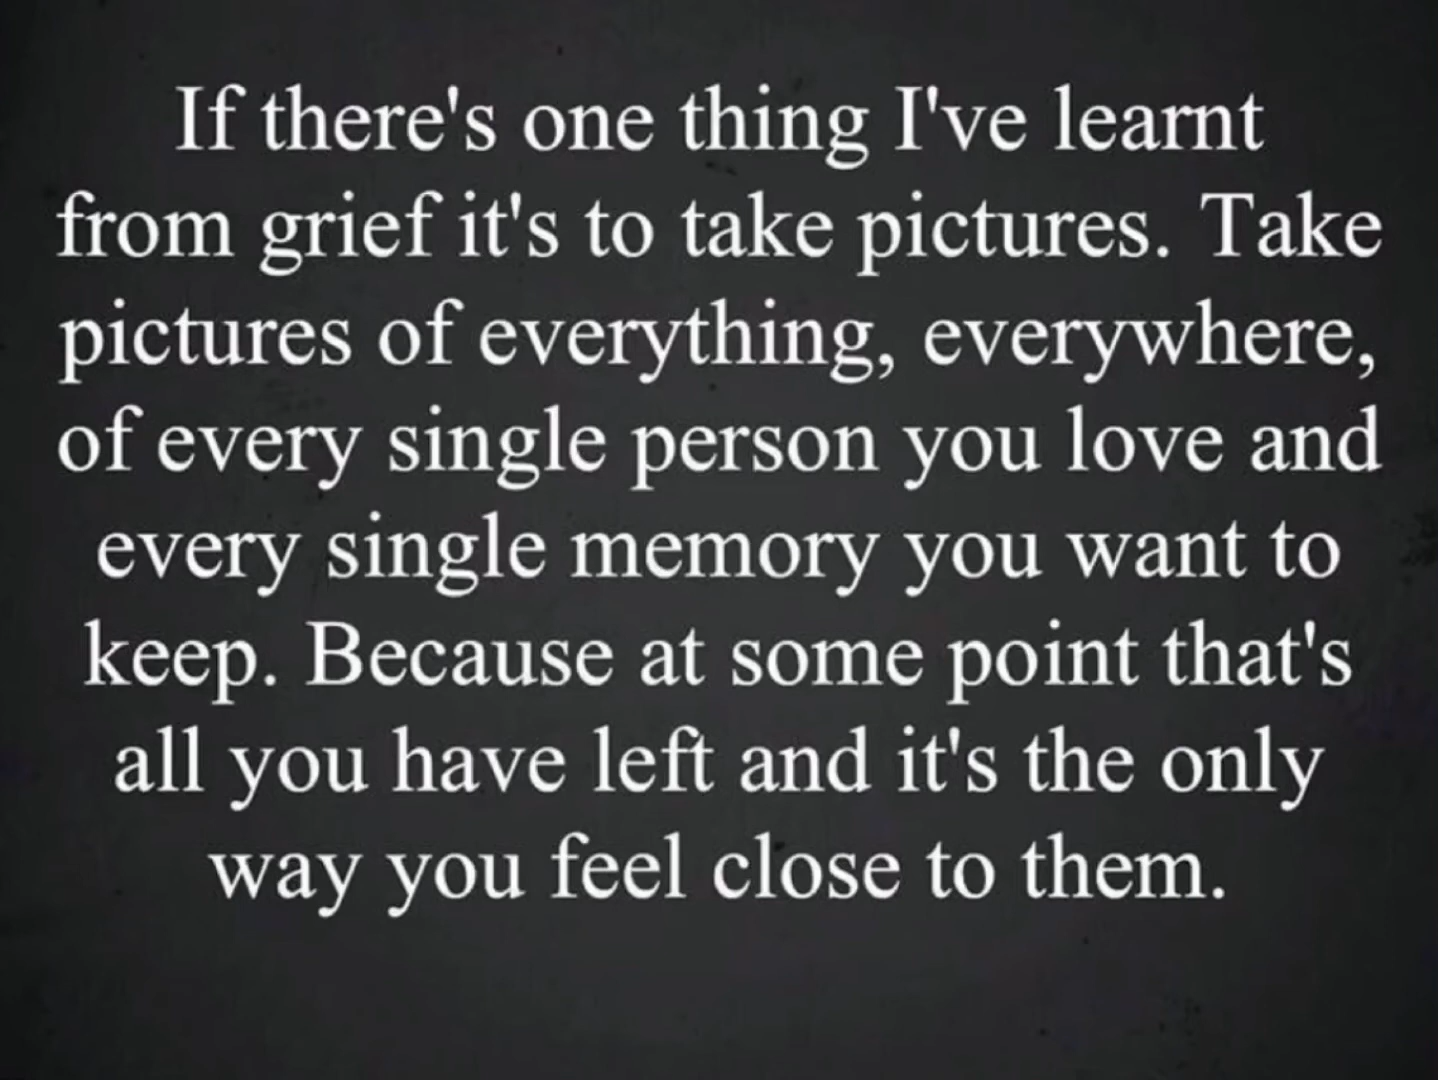 If there's one thing I've learnt
from grief it's to take pictures. Take
pictures of everything, everywhere,
of every single person you love and
every single memory you want to
keep. Because at some point that's
all you have left and it's the only
way you feel close to them.